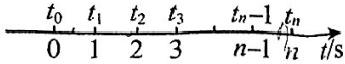 t₀ t₁ t₂ t₃ tₙ₋₁ tₙ
0 1 2 3 n-1 n t/s